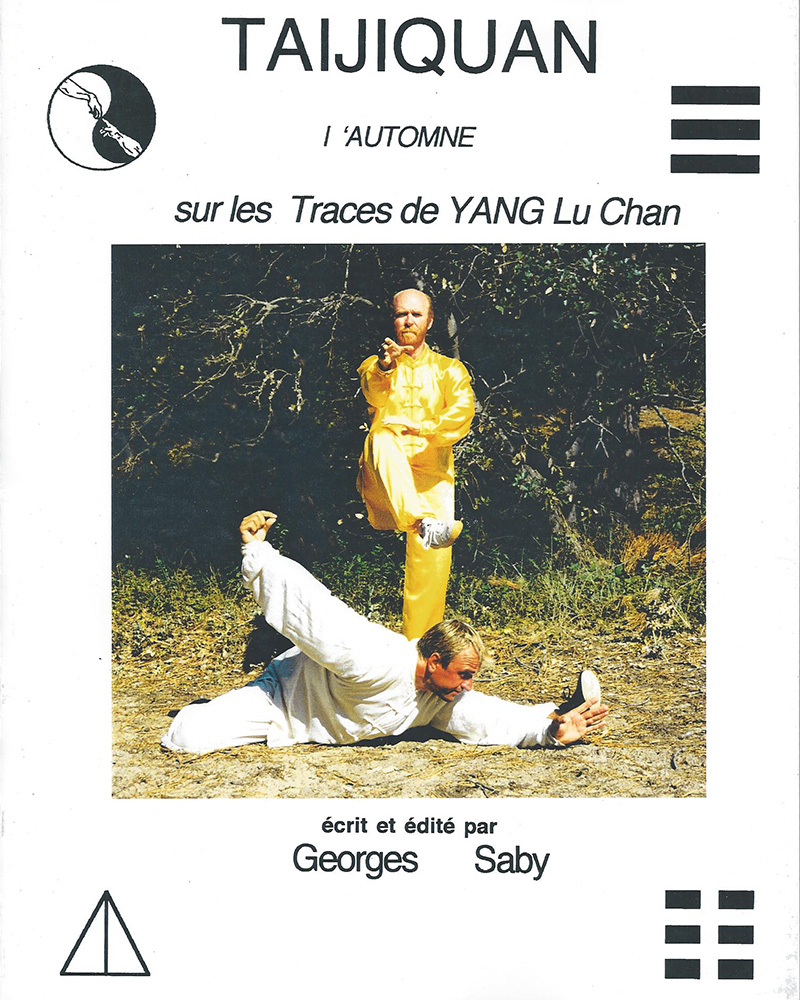 TAIJIQUAN
l 'AUTOMNE
sur les Traces de YANG Lu Chan
écrit et édité par
Georges Saby